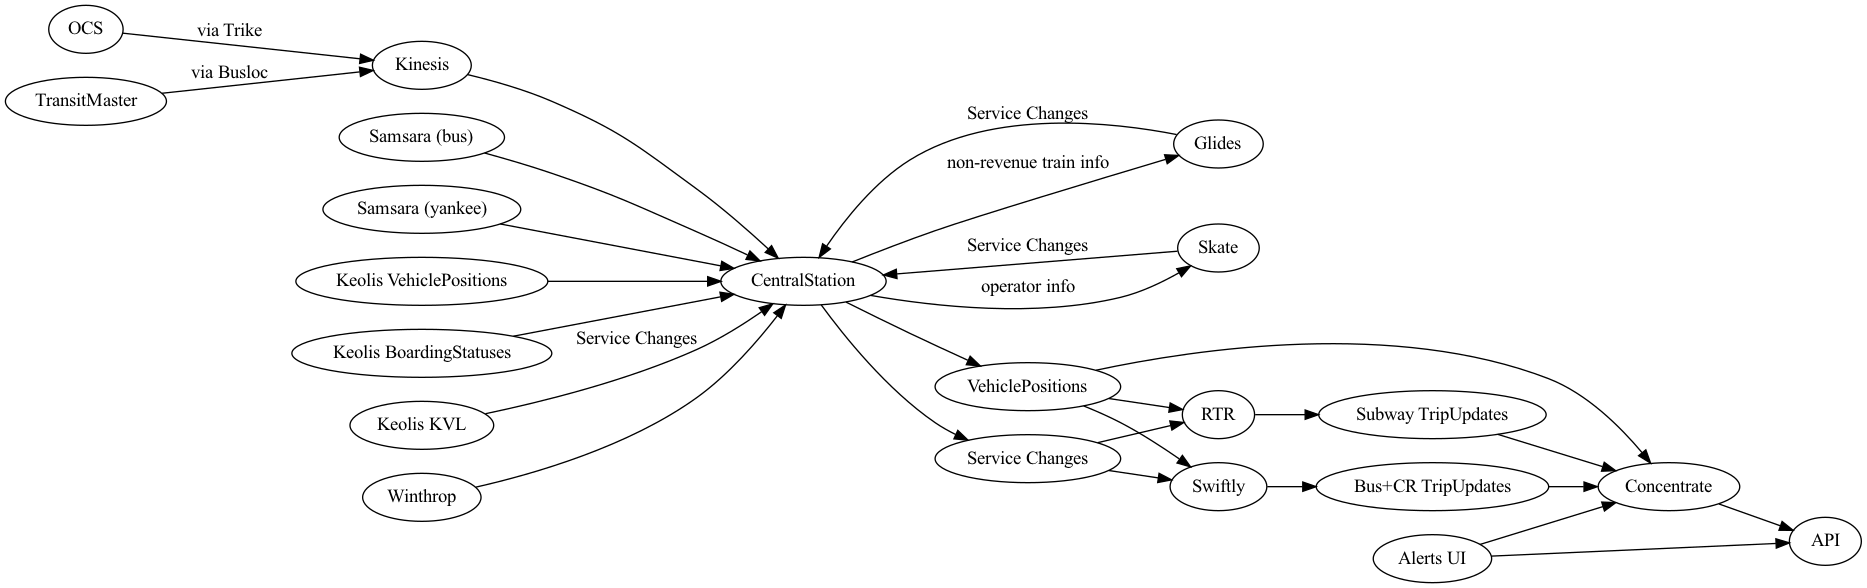 OCS
via Trike
Kinesis
via Busloc
TransitMaster
Samsara (bus)
Samsara (yankee)
Keolis VehiclePositions
Keolis BoardingStatuses
Service Changes
Keolis KVL
Winthrop
CentralStation
Service Changes
Glides
non-revenue train info
Service Changes
Skate
operator info
VehiclePositions
Service Changes
RTR
Swiftly
Subway TripUpdates
Bus+CR TripUpdates
Concentrate
Alerts UI
API